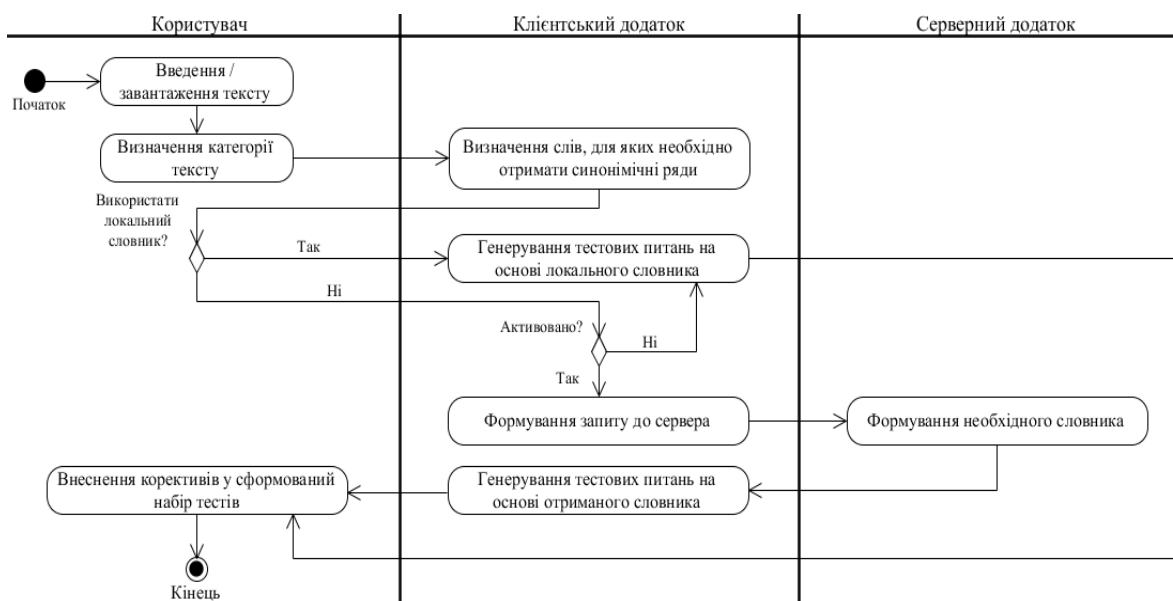 Користувач
Клієнтський додаток
Серверний додаток
Введення /
завантаження тексту
Початок
Визначення категорії
тексту
Визначення слів, для яких необхідно
отримати синонімічні ряди
Використати
локальний
словник?
Так
Генерування тестових питань на
основі локального словника
Ні
Активовано?
Ні
Так
Формування запиту до сервера
Формування необхідного словника
Внеснення корективів у сформований
набір тестів
Генерування тестових питань на
основі отриманого словника
Кінець